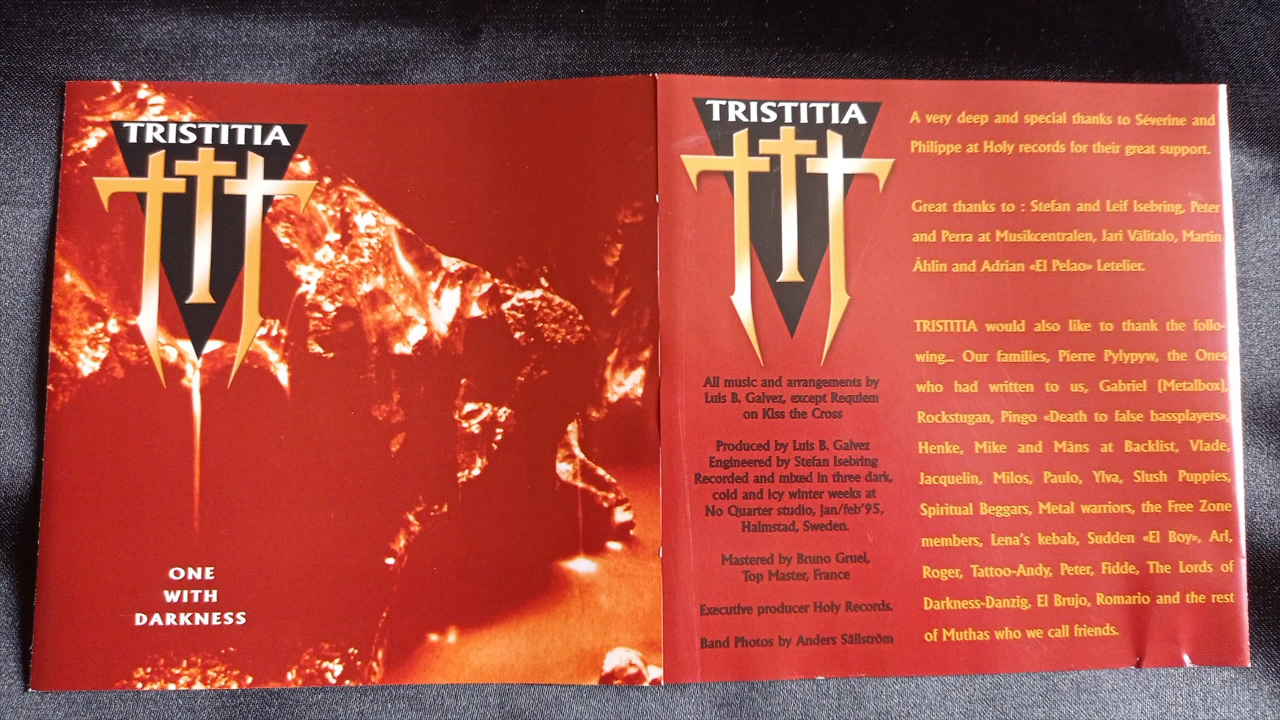 TRISTITIA
ONE
WITH
DARKNESS
TRISTITIA
All music and arrangements by
Luis B. Galvez, except Requiem
on Kiss the Cross
Produced by Luis B. Galvez
Engineered by Stefan Isebring
Recorded and mixed in three dark,
cold and icy winter weeks at
No Quarter studio, jan/feb'95,
Halmstad, Sweden.
Mastered by Bruno Gruel,
Top Master, France
Executive producer Holy Records.
Band Photos by Anders Sällström
A very deep and special thanks to Séverine and
Philippe at Holy records for their great support.
Great thanks to : Stefan and Leif Isebring, Peter
and Perra at Musikcentralen, Jari Välitalo, Martin
Åhlin and Adrian «El Pelao» Letelier.
TRISTITIA would also like to thank the follo-
wing... Our families, Pierre Pylypyw, the Ones
who had written to us, Gabriel (Metalbox),
Rockstugan, Pingo «Death to false bassplayers»,
Henke, Mike and Måns at Backlist, Vlade,
Jacquelin, Milos, Paulo, Ylva, Slush Puppies,
Spiritual Beggars, Metal warriors, the Free Zone
members, Lena's kebab, Sudden «El Boy», Arl,
Roger, Tattoo-Andy, Peter, Fidde, The Lords of
Darkness-Danzig, El Brujo, Romario and the rest
of Muthas who we call friends.